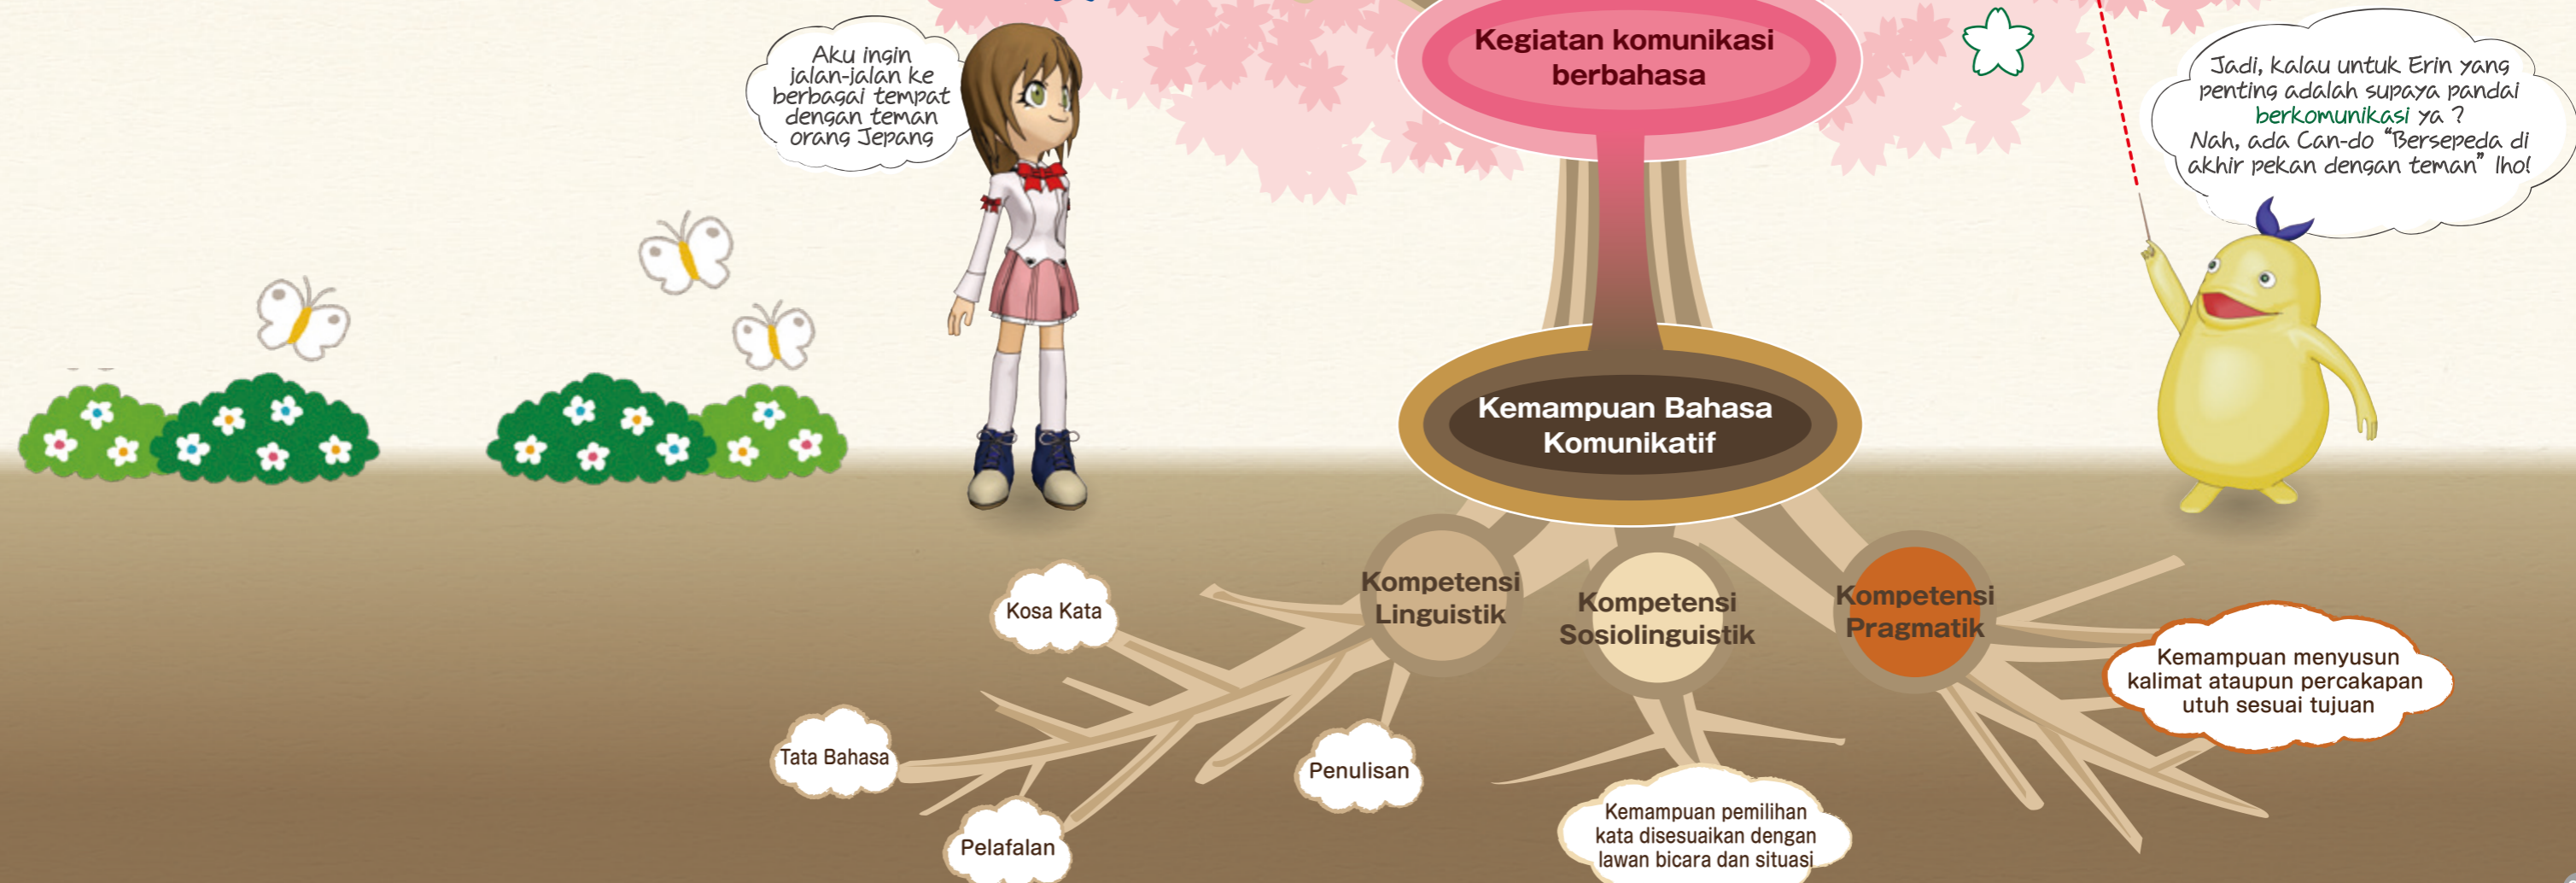 Aku ingin
jalan-jalan ke
berbagai tempat
dengan teman
orang Jepang
Kegiatan komunikasi
berbahasa
Jadi, kalau untuk Erin yang
penting adalah supaya pandai
berkomunikasi ya ?
Nah, ada Can-do “Bersepeda di
akhir pekan dengan teman” lho!
Kemampuan Bahasa
Komunikatif
Kompetensi
Linguistik
Kompetensi
Sosiolinguistik
Kompetensi
Pragmatik
Kosa Kata
Tata Bahasa
Pelafalan
Penulisan
Kemampuan pemilihan
kata disesuaikan dengan
lawan bicara dan situasi
Kemampuan menyusun
kalimat ataupun percakapan
utuh sesuai tujuan